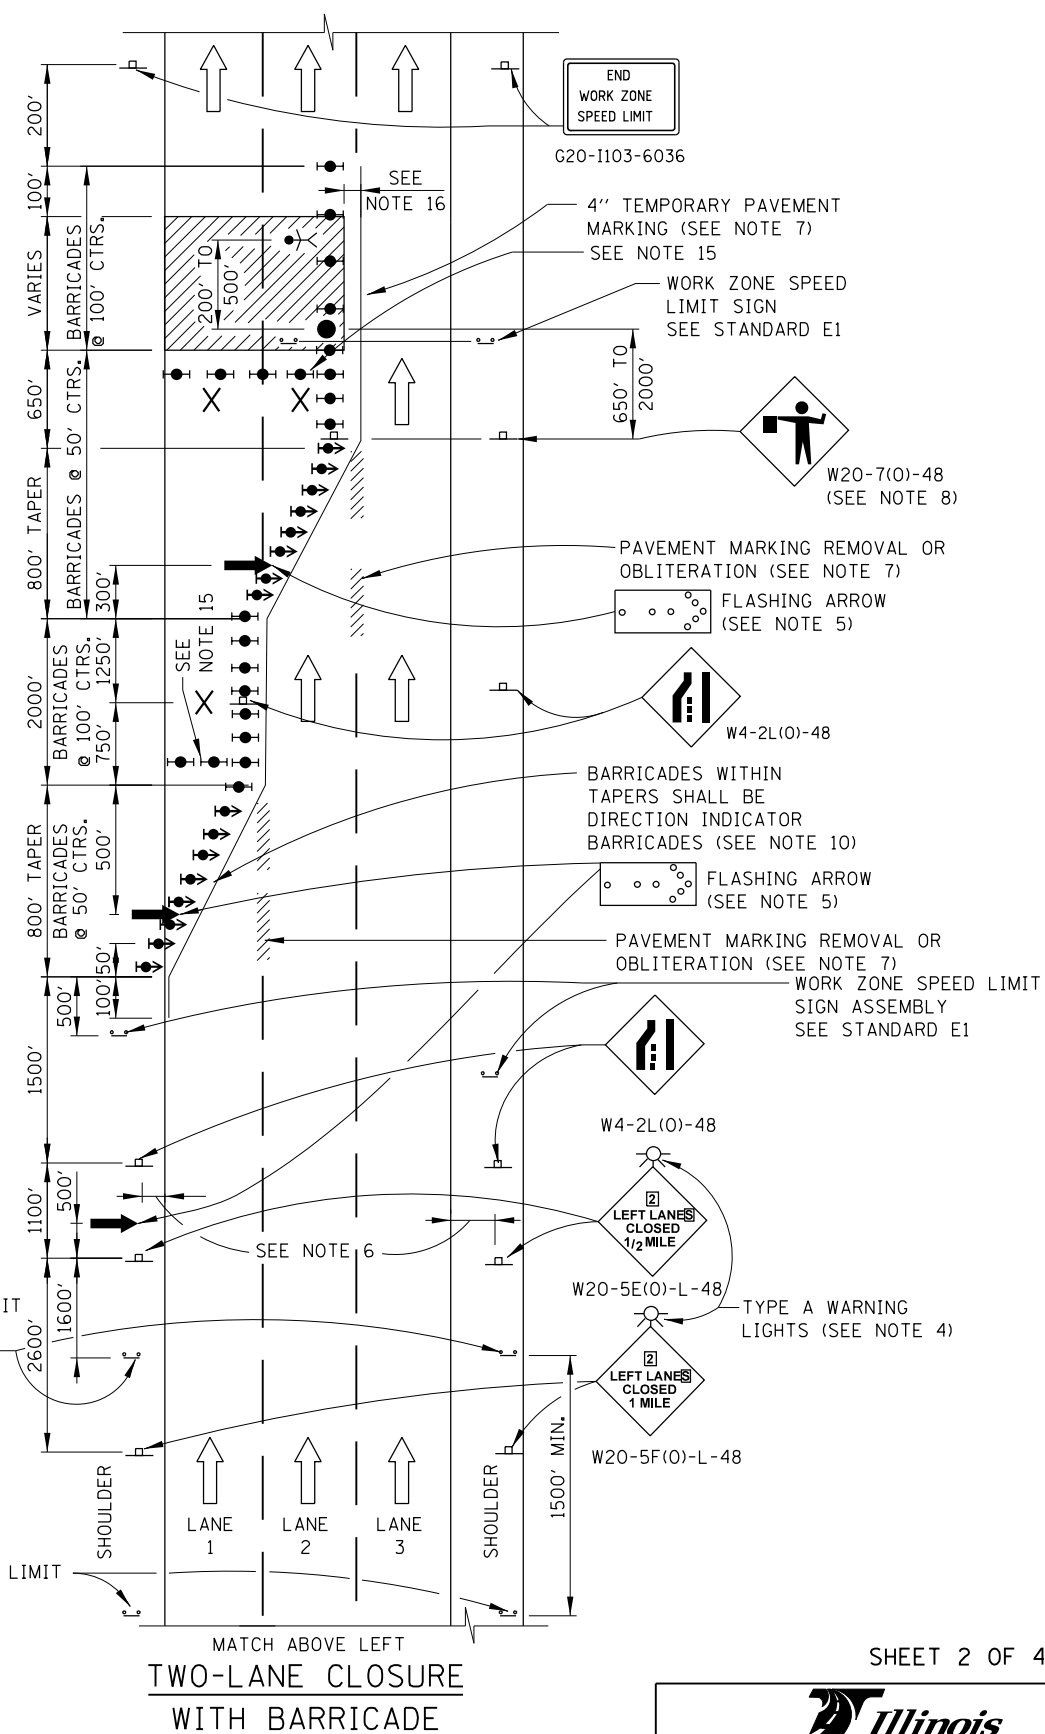 200'
100'
VARIES
650'
800' TAPER
2000'
800' TAPER
1500'
1100'
2600'
BARRICADES
@ 100' CTRS.
BARRICADES @ 50' CTRS.
300'
BARRICADES
@ 100' CTRS.
1250'
750'
BARRICADES
@ 50' CTRS.
500'
50'
100'
500'
500'
1600'
200' TO
500'
SEE
NOTE 15
SEE
NOTE 16
END
WORK ZONE
SPEED LIMIT
G20-I103-6036
4'' TEMPORARY PAVEMENT
MARKING (SEE NOTE 7)
SEE NOTE 15
WORK ZONE SPEED
LIMIT SIGN
SEE STANDARD E1
650' TO
2000'
W20-7(O)-48
(SEE NOTE 8)
PAVEMENT MARKING REMOVAL OR
OBLITERATION (SEE NOTE 7)
FLASHING ARROW
(SEE NOTE 5)
W4-2L(O)-48
BARRICADES WITHIN
TAPERS SHALL BE
DIRECTION INDICATOR
BARRICADES (SEE NOTE 10)
FLASHING ARROW
(SEE NOTE 5)
PAVEMENT MARKING REMOVAL OR
OBLITERATION (SEE NOTE 7)
WORK ZONE SPEED LIMIT
SIGN ASSEMBLY
SEE STANDARD E1
W4-2L(O)-48
2
LEFT LANES
CLOSED
1/2 MILE
SEE NOTE 6
W20-5E(O)-L-48
IT
TYPE A WARNING
LIGHTS (SEE NOTE 4)
2
LEFT LANES
CLOSED
1 MILE
W20-5F(O)-L-48
1500' MIN.
SHOULDER
LANE
1
LANE
2
LANE
3
SHOULDER
LIMIT
MATCH ABOVE LEFT
TWO-LANE CLOSURE
WITH BARRICADE
SHEET 2 OF 4
Illinois